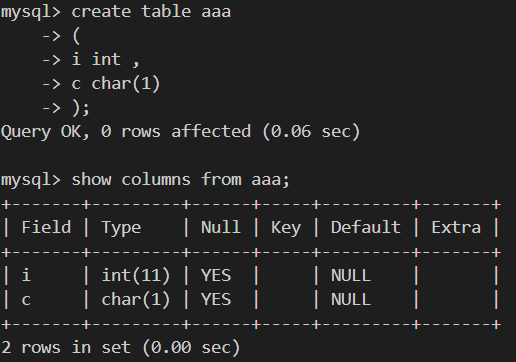 mysql> create table aaa
    -> (
    -> i int ,
    -> c char(1)
    -> );
Query OK, 0 rows affected (0.06 sec)

mysql> show columns from aaa;
+-------+---------+------+-----+---------+-------+
| Field | Type    | Null | Key | Default | Extra |
+-------+---------+------+-----+---------+-------+
| i     | int(11) | YES  |     | NULL    |       |
| c     | char(1) | YES  |     | NULL    |       |
+-------+---------+------+-----+---------+-------+
2 rows in set (0.00 sec)